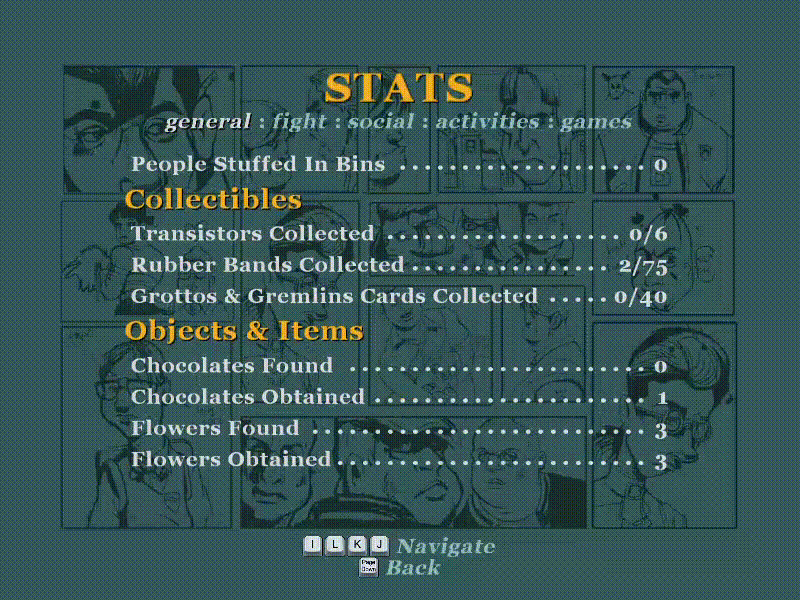 STATS
general : fight : social : activities : games
People Stuffed In Bins .................... 0
Collectibles
Transistors Collected ................... 0/6
Rubber Bands Collected ................. 2/75
Grottos & Gremlins Cards Collected ..... 0/40
Objects & Items
Chocolates Found ......................... 0
Chocolates Obtained ....................... 1
Flowers Found ............................ 3
Flowers Obtained .......................... 3
I L K J Navigate
Page Down Back